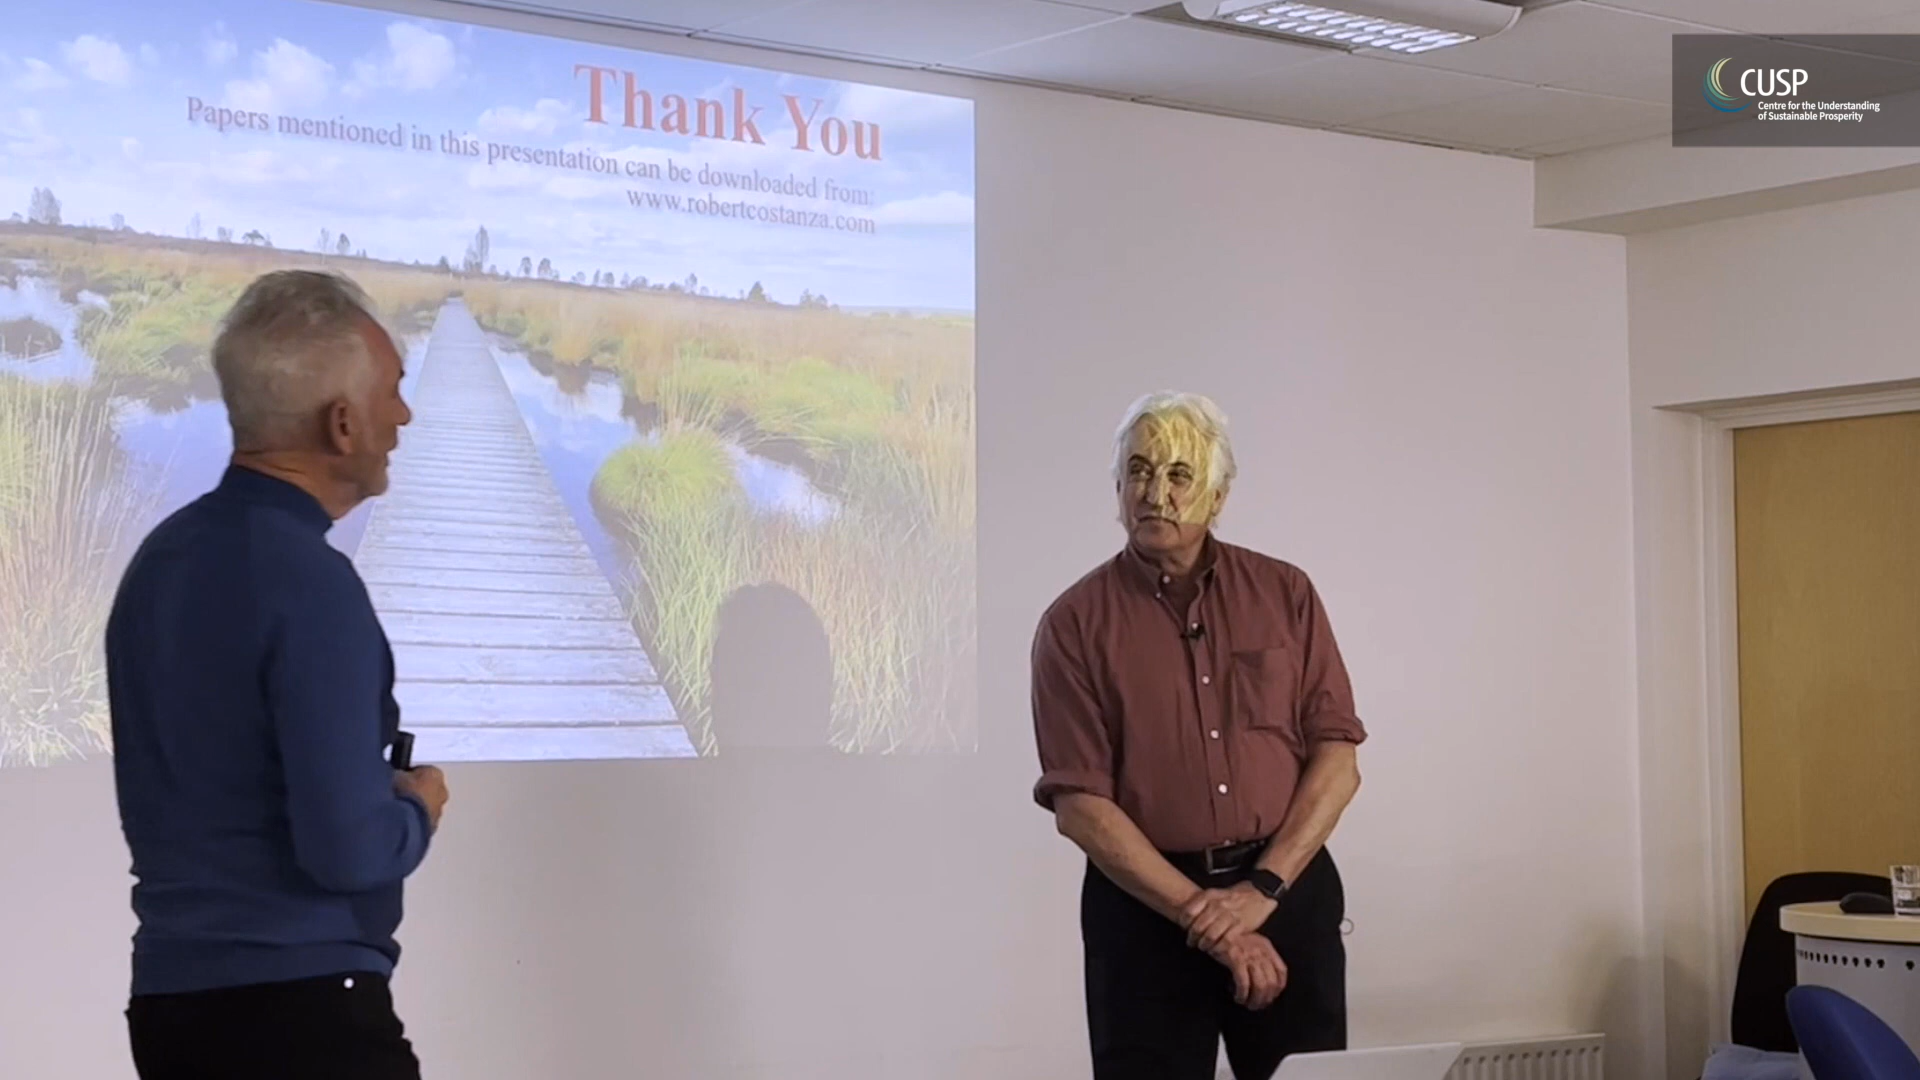 Thank You
Papers mentioned in this presentation can be downloaded from:
www.robertcostanza.com
CUSP
Centre for the Understanding
of Sustainable Prosperity